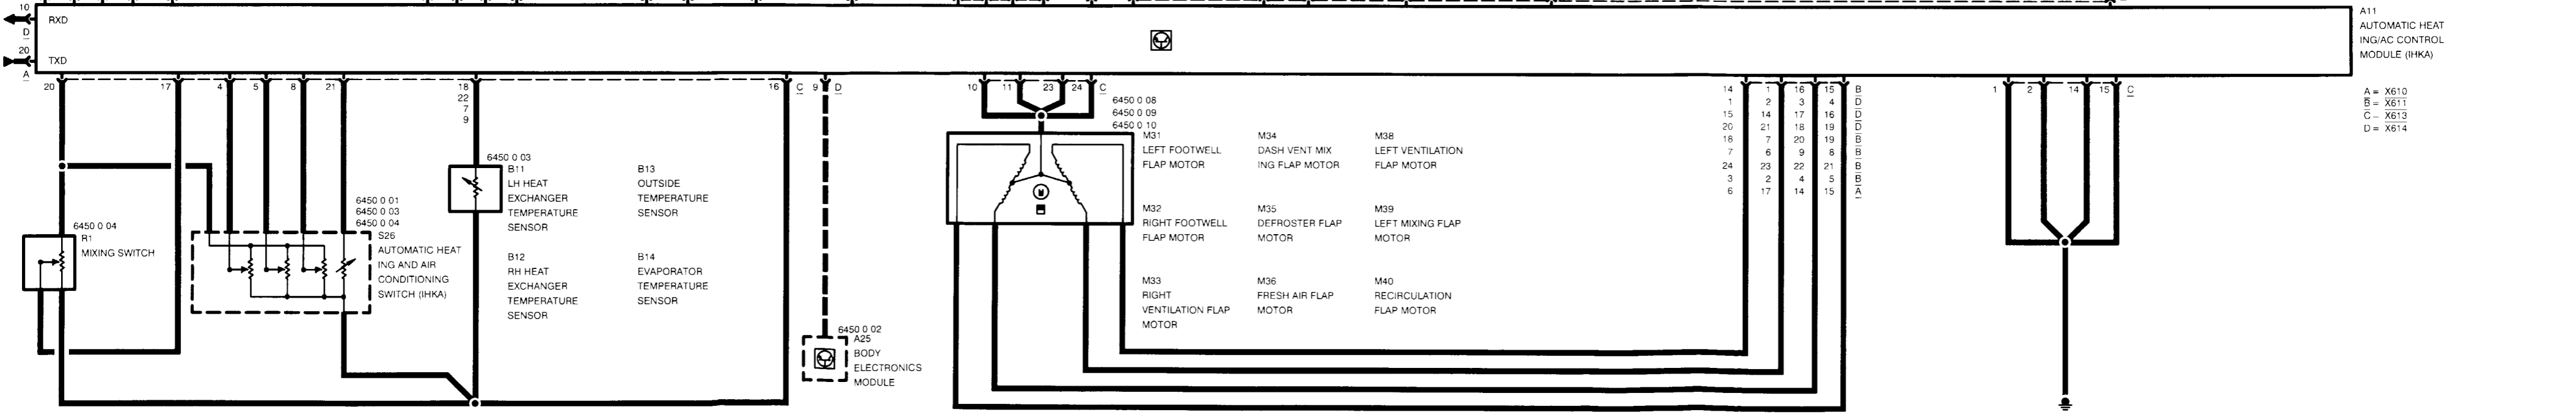 10
RXD
D
20
TXD
A
A11
AUTOMATIC HEAT
ING/AC CONTROL
MODULE (IHKA)
A = X610
B = X611
C = X613
D = X614
20
17
4
5
8
21
18
22
7
9
16
C
9
D
10
11
23
24
C
14 1 16 15 B
1 2 3 4 D
15 14 17 16 D
20 21 18 19 D
18 7 20 19 B
7 6 9 8 B
24 23 22 21 B
3 2 4 5 B
6 17 14 15 A
1
2
14
15
C
6450 0 08
6450 0 09
6450 0 10
M31
LEFT FOOTWELL
FLAP MOTOR
M34
DASH VENT MIX
ING FLAP MOTOR
M38
LEFT VENTILATION
FLAP MOTOR
M32
RIGHT FOOTWELL
FLAP MOTOR
M35
DEFROSTER FLAP
MOTOR
M39
LEFT MIXING FLAP
MOTOR
M33
RIGHT
VENTILATION FLAP
MOTOR
M36
FRESH AIR FLAP
MOTOR
M40
RECIRCULATION
FLAP MOTOR
M
6450 0 03
B11
LH HEAT
EXCHANGER
TEMPERATURE
SENSOR
B13
OUTSIDE
TEMPERATURE
SENSOR
B12
RH HEAT
EXCHANGER
TEMPERATURE
SENSOR
B14
EVAPORATOR
TEMPERATURE
SENSOR
6450 0 01
6450 0 03
6450 0 04
S26
AUTOMATIC HEAT
ING AND AIR
CONDITIONING
SWITCH (IHKA)
6450 0 04
R1
MIXING SWITCH
6450 0 02
A25
BODY
ELECTRONICS
MODULE